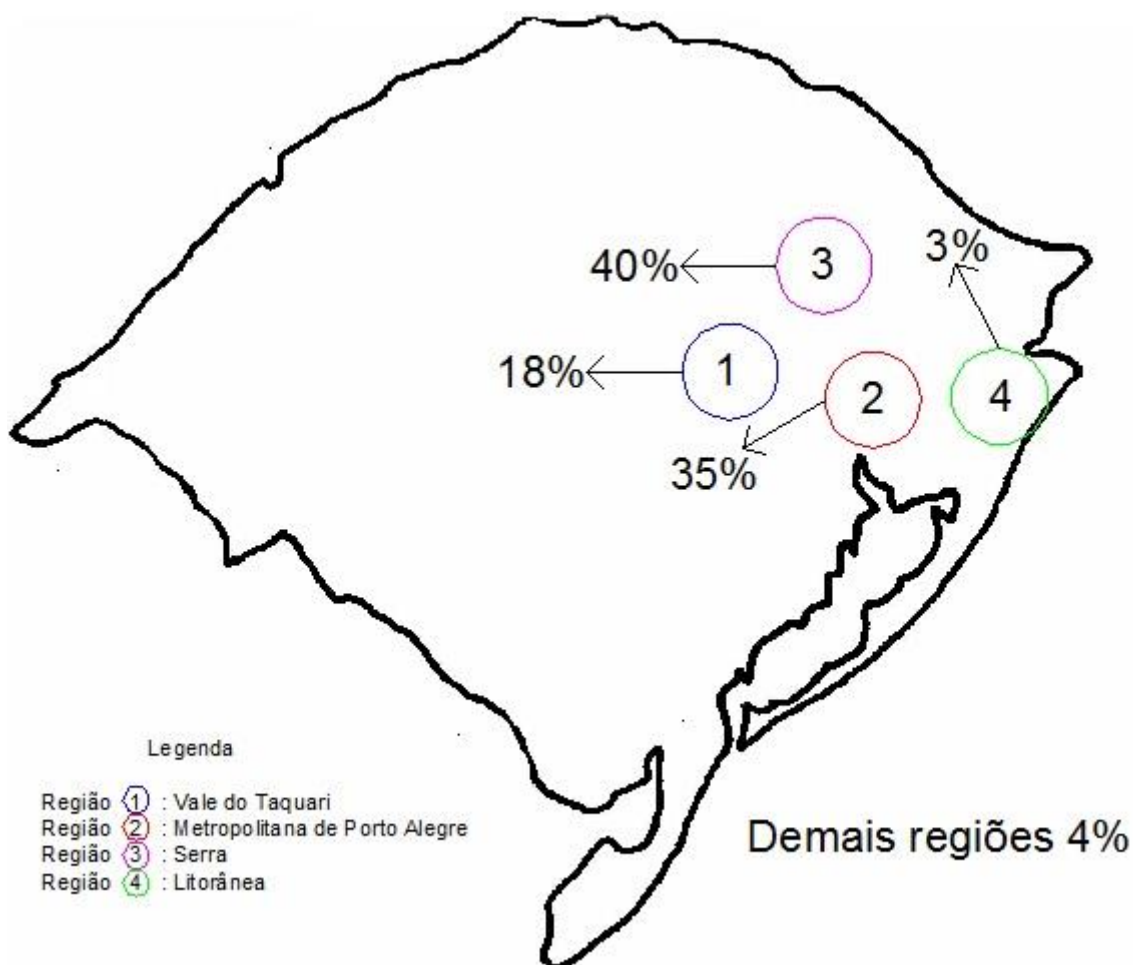 3%
3
40%
18%
1
2
4
35%
Legenda
Região 1 : Vale do Taquari
Região 2 : Metropolitana de Porto Alegre
Região 3 : Serra
Região 4 : Litorânea
Demais regiões 4%